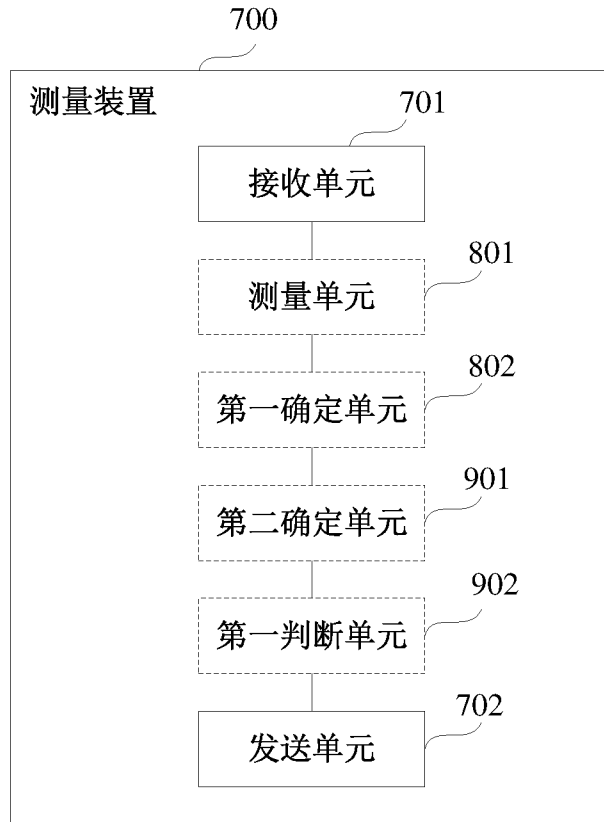 700
测量装置
701
接收单元
801
测量单元
802
第一确定单元
901
第二确定单元
902
第一判断单元
702
发送单元